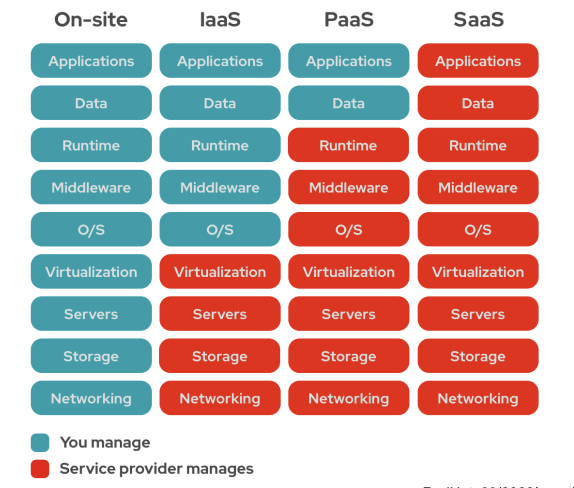 On-site IaaS PaaS SaaS
Applications Applications Applications Applications
Data Data Data Data
Runtime Runtime Runtime Runtime
Middleware Middleware Middleware Middleware
O/S O/S O/S O/S
Virtualization Virtualization Virtualization Virtualization
Servers Servers Servers Servers
Storage Storage Storage Storage
Networking Networking Networking Networking
You manage
Service provider manages